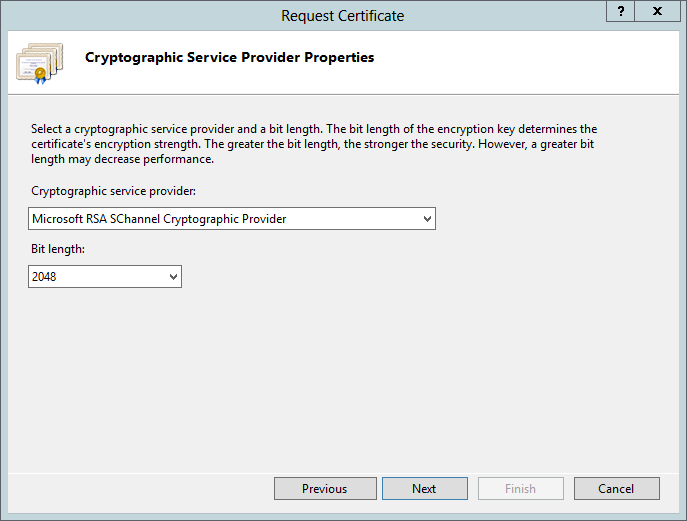 Request Certificate
?
x
Cryptographic Service Provider Properties
Select a cryptographic service provider and a bit length. The bit length of the encryption key determines the
certificate's encryption strength. The greater the bit length, the stronger the security. However, a greater bit
length may decrease performance.
Cryptographic service provider:
Microsoft RSA SChannel Cryptographic Provider
Bit length:
2048
Previous
Next
Finish
Cancel